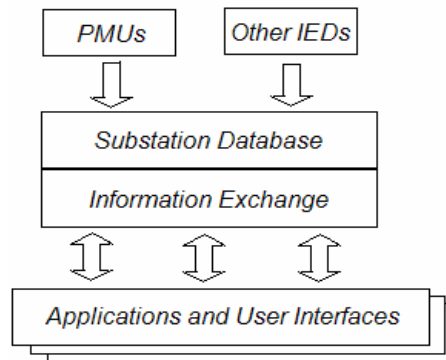 PMUs
Other IEDs
Substation Database
Information Exchange
Applications and User Interfaces